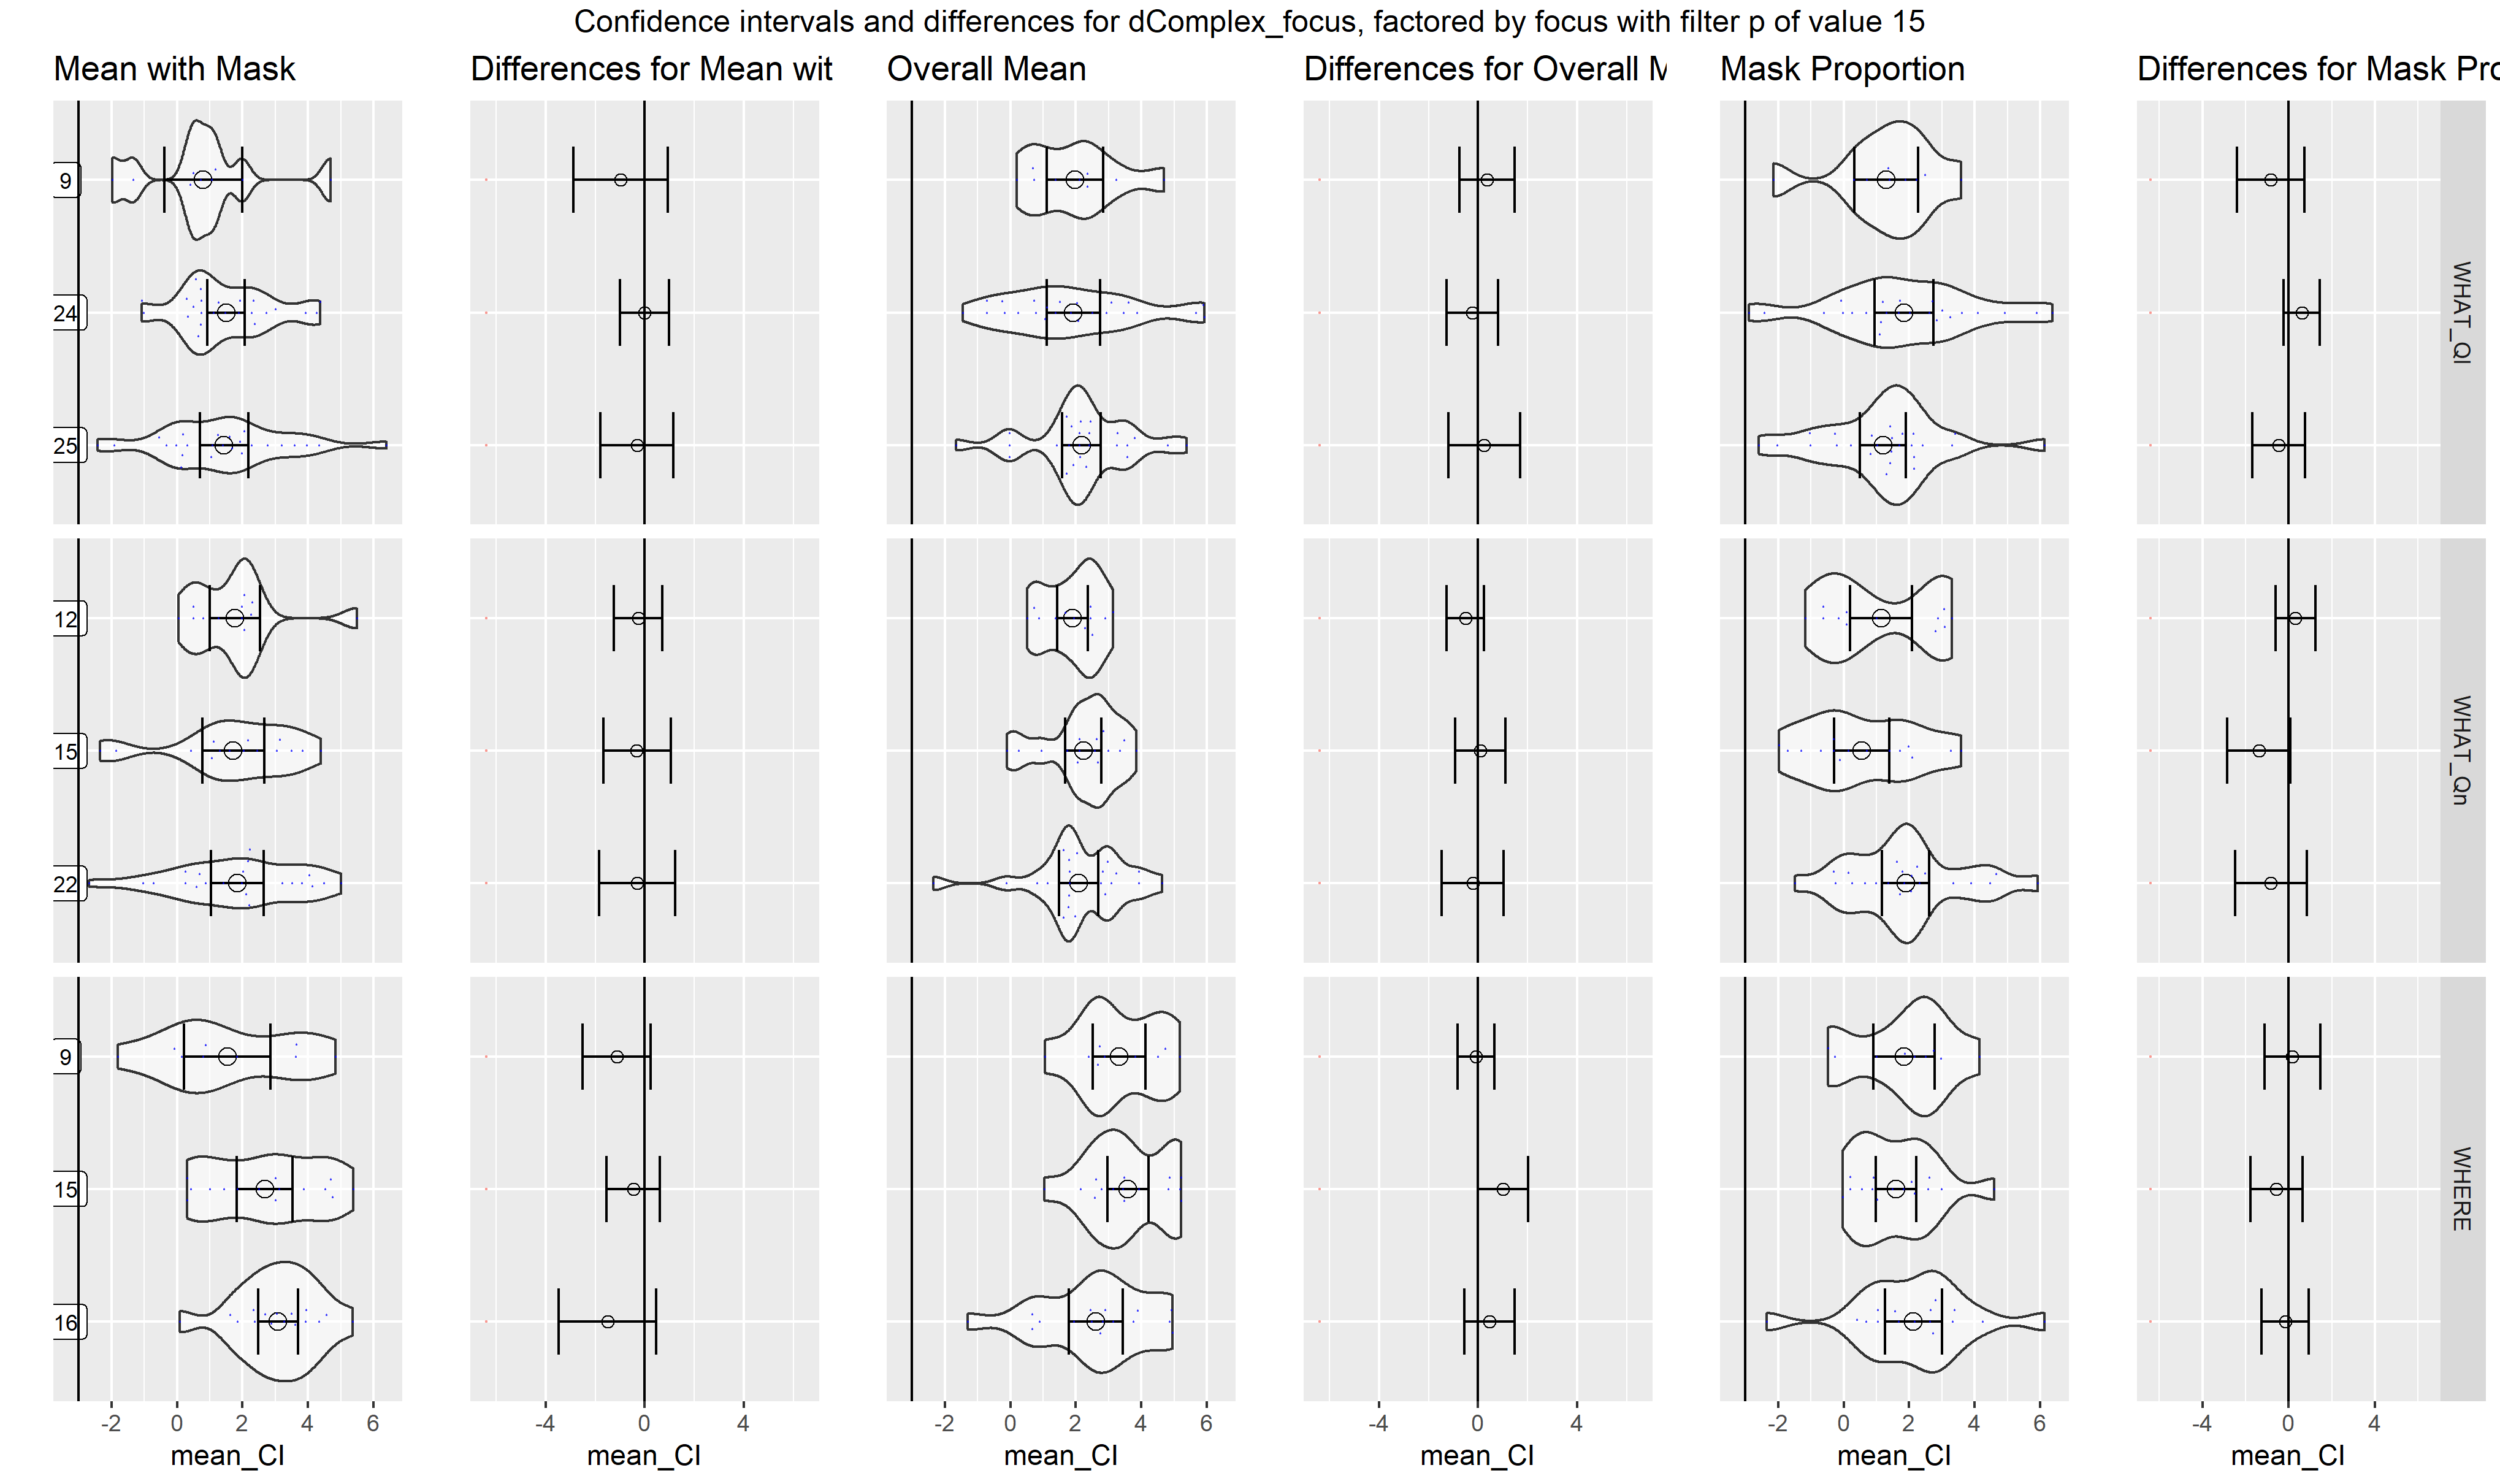 Confidence intervals and differences for dComplex_focus, factored by focus with filter p of value 15
Mean with Mask
Differences for Mean wit
Overall Mean
Differences for Overall M
Mask Proportion
Differences for Mask Pro
9
24
25
WHAT_Ql
12
15
22
WHAT_Qn
9
15
16
WHERE
-2 0 2 4 6
-4 0 4
-2 0 2 4 6
-4 0 4
-2 0 2 4 6
-4 0 4
mean_CI
mean_CI
mean_CI
mean_CI
mean_CI
mean_CI